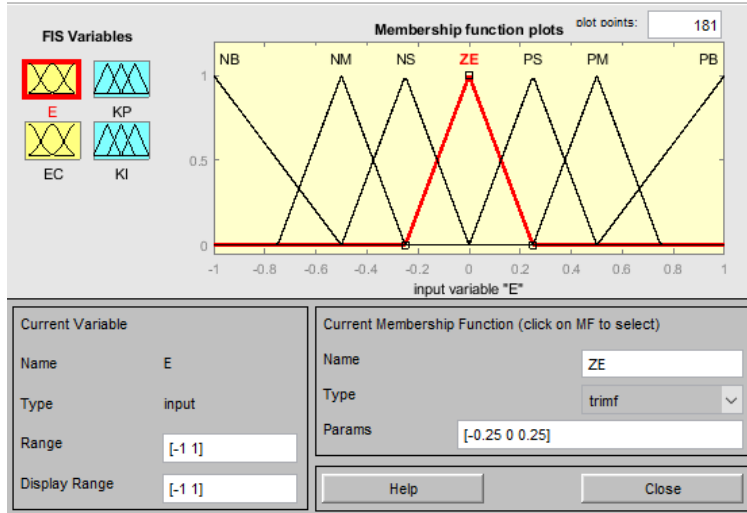 FIS Variables
Membership function plots
plot points:
181
E
KP
EC
KI
NB
NM
NS
ZE
PS
PM
PB
1
0.5
0
-1
-0.8
-0.6
-0.4
-0.2
0
0.2
0.4
0.6
0.8
1
input variable "E"
Current Variable
Name
E
Type
input
Range
[-1 1]
Display Range
[-1 1]
Current Membership Function (click on MF to select)
Name
ZE
Type
trimf
Params
[-0.25 0 0.25]
Help
Close